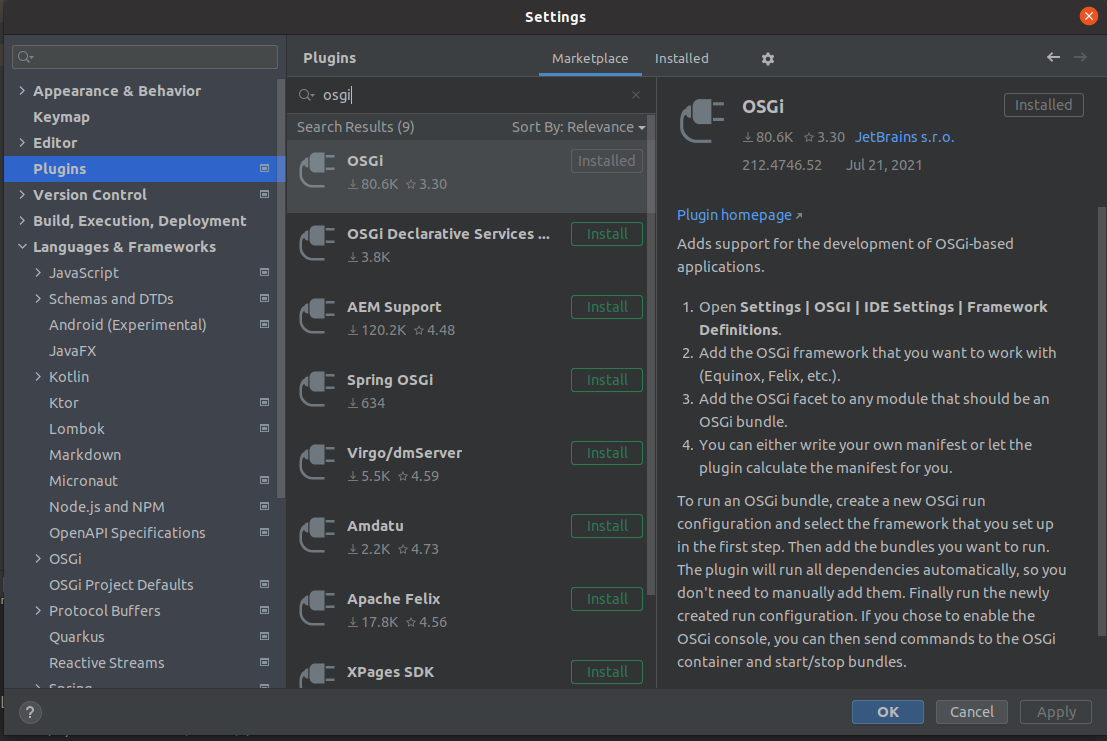 Settings
Appearance & Behavior
Keymap
Editor
Plugins
Version Control
Build, Execution, Deployment
Languages & Frameworks
JavaScript
Schemas and DTDs
Android (Experimental)
JavaFX
Kotlin
Ktor
Lombok
Markdown
Micronaut
Node.js and NPM
OpenAPI Specifications
OSGi
OSGi Project Defaults
Protocol Buffers
Quarkus
Reactive Streams
Spring
Plugins
Marketplace
Installed
osgi
Search Results (9)
Sort By: Relevance
OSGi
Installed
80.6K 3.30
OSGi Declarative Services ...
Install
3.8K
AEM Support
Install
120.2K 4.48
Spring OSGi
Install
634
Virgo/dmServer
Install
5.5K 4.59
Amdatu
Install
2.2K 4.73
Apache Felix
Install
17.8K 4.56
XPages SDK
Install
OSGi
Installed
80.6K 3.30 JetBrains s.r.o.
212.4746.52 Jul 21, 2021
Plugin homepage
Adds support for the development of OSGi-based
applications.
1. Open Settings | OSGI | IDE Settings | Framework
Definitions.
2. Add the OSGi framework that you want to work with
(Equinox, Felix, etc.).
3. Add the OSGi facet to any module that should be an
OSGi bundle.
4. You can either write your own manifest or let the
plugin calculate the manifest for you.
To run an OSGi bundle, create a new OSGi run
configuration and select the framework that you set up
in the first step. Then add the bundles you want to run.
The plugin will run all dependencies automatically, so you
don't need to manually add them. Finally run the newly
created run configuration. If you chose to enable the
OSGi console, you can then send commands to the OSGi
container and start/stop bundles.
?
OK
Cancel
Apply